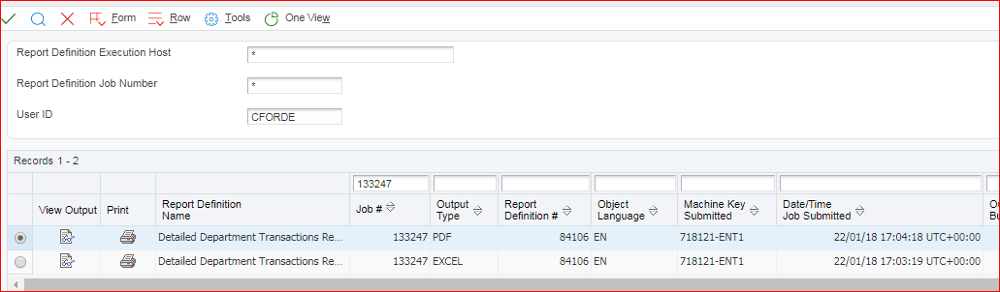 Form Row Tools One View
Report Definition Execution Host *
Report Definition Job Number *
User ID CFORDE
Records 1 - 2
133247
View Output Print Report Definition Name Job # Output Type Report Definition # Object Language Machine Key Submitted Date/Time Job Submitted
Detailed Department Transactions Re... 133247 PDF 84106 EN 718121-ENT1 22/01/18 17:04:18 UTC+00:00
Detailed Department Transactions Re... 133247 EXCEL 84106 EN 718121-ENT1 22/01/18 17:03:19 UTC+00:00